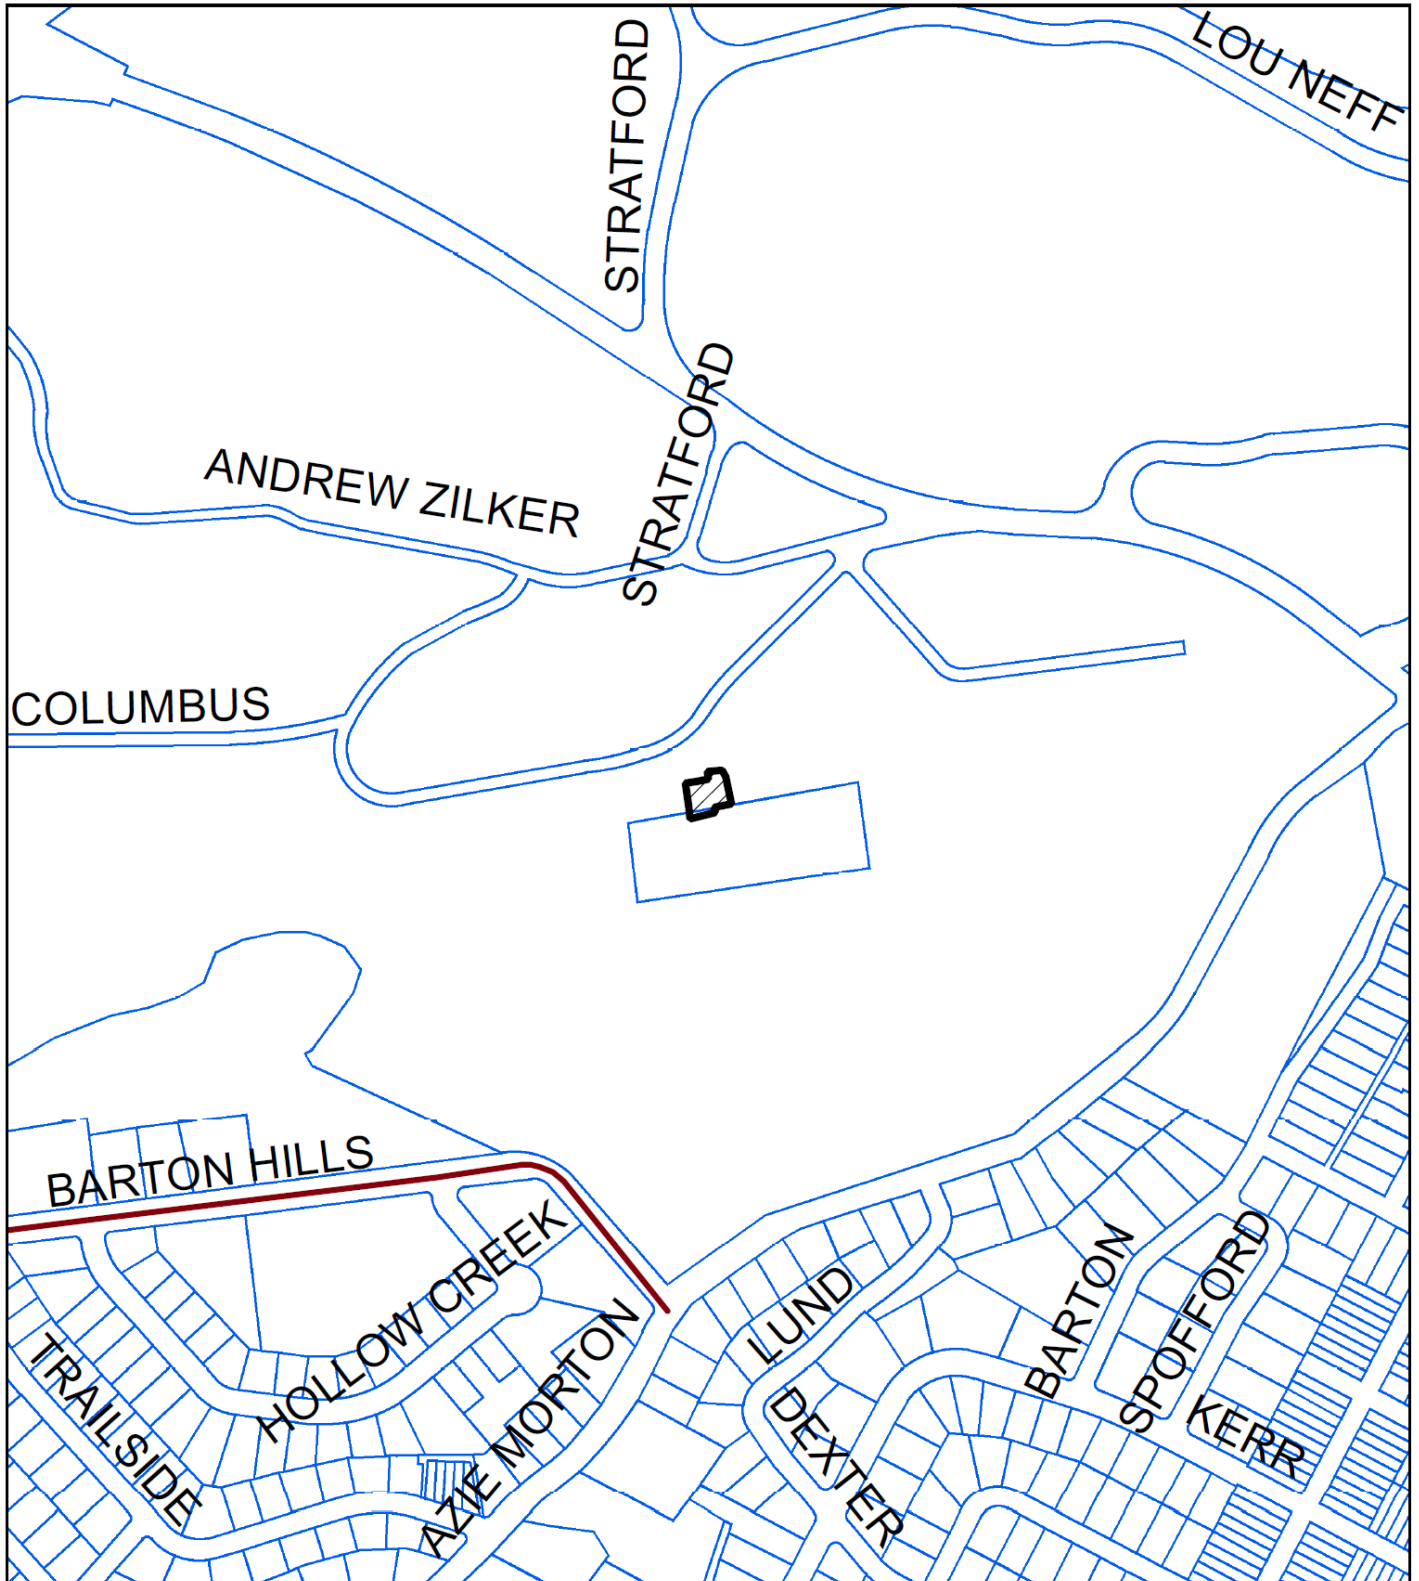 LOU NEFF
STRATFORD
STRATFORD
ANDREW ZILKER
COLUMBUS
BARTON HILLS
HOLLOW CREEK
LUND
BARTON
SPOFFORD
AZIE MORTON
TRAILSIDE
DEXTER
KERR